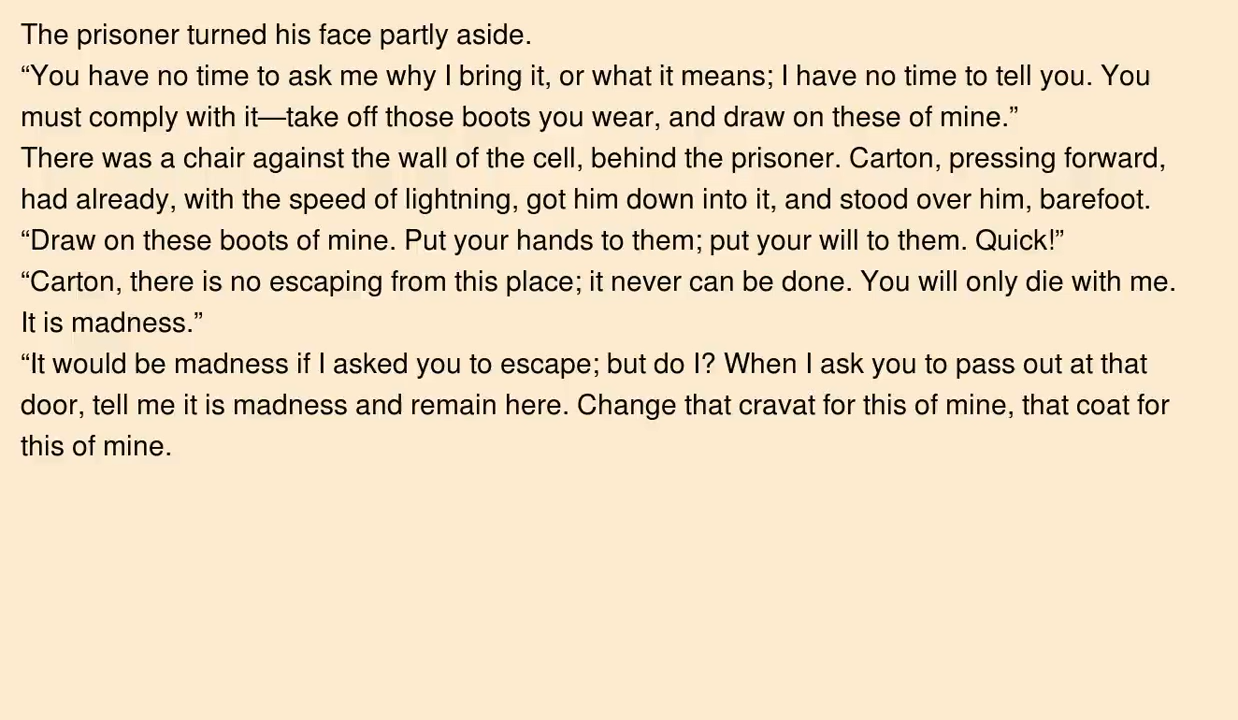 The prisoner turned his face partly aside.
“You have no time to ask me why I bring it, or what it means; I have no time to tell you. You
must comply with it—take off those boots you wear, and draw on these of mine.”
There was a chair against the wall of the cell, behind the prisoner. Carton, pressing forward,
had already, with the speed of lightning, got him down into it, and stood over him, barefoot.
“Draw on these boots of mine. Put your hands to them; put your will to them. Quick!”
“Carton, there is no escaping from this place; it never can be done. You will only die with me.
It is madness.”
“It would be madness if I asked you to escape; but do I? When I ask you to pass out at that
door, tell me it is madness and remain here. Change that cravat for this of mine, that coat for
this of mine.